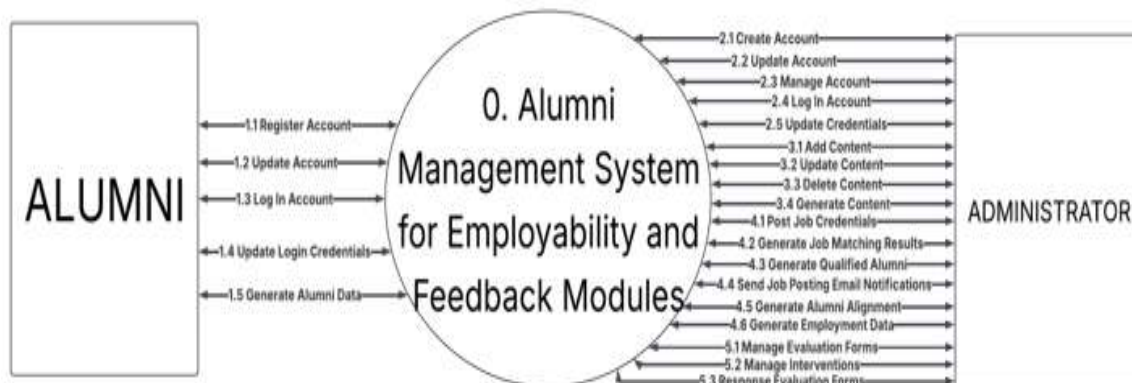 ALUMNI
1.1 Register Account
1.2 Update Account
1.3 Log In Account
1.4 Update Login Credentials
1.5 Generate Alumni Data
0. Alumni
Management System
for Employability and
Feedback Modules
2.1 Create Account
2.2 Update Account
2.3 Manage Account
2.4 Log In Account
2.5 Update Credentials
3.1 Add Content
3.2 Update Content
3.3 Delete Content
3.4 Generate Content
4.1 Post Job Credentials
4.2 Generate Job Matching Results
4.3 Generate Qualified Alumni
4.4 Send Job Posting Email Notifications
4.5 Generate Alumni Alignment
4.6 Generate Employment Data
5.1 Manage Evaluation Forms
5.2 Manage Interventions
5.3 Response Evaluation Forms
ADMINISTRATOR